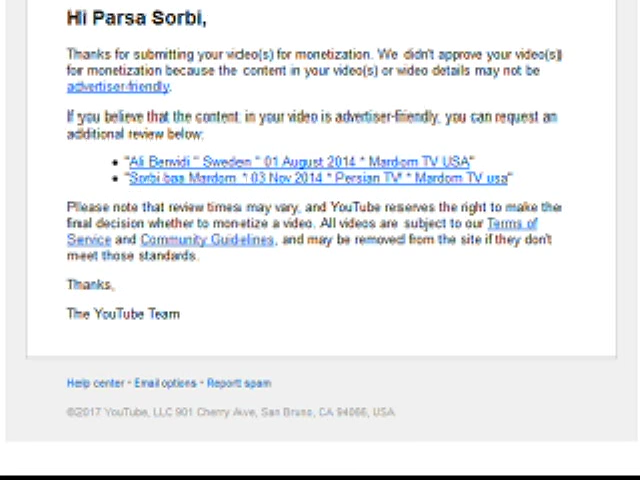 Hi Parsa Sorbi,
Thanks for submitting your video(s) for monetization. We didn't approve your video(s)
for monetization because the content in your video(s) or video details may not be
advertiser-friendly.
If you believe that the content in your video is advertiser-friendly, you can request an
additional review below:
• "Ali Benvidi * Sweden * 01 August 2014 * Mardom TV USA"
• "Sorbi baa Mardom * 03 Nov 2014 * Persian TV * Mardom TV usa"
Please note that review times may vary, and YouTube reserves the right to make the
final decision whether to monetize a video. All videos are subject to our Terms of
Service and Community Guidelines, and may be removed from the site if they don't
meet those standards.
Thanks,
The YouTube Team
Help center • Email options • Report spam
©2017 YouTube, LLC 901 Cherry Ave, San Bruno, CA 94066, USA